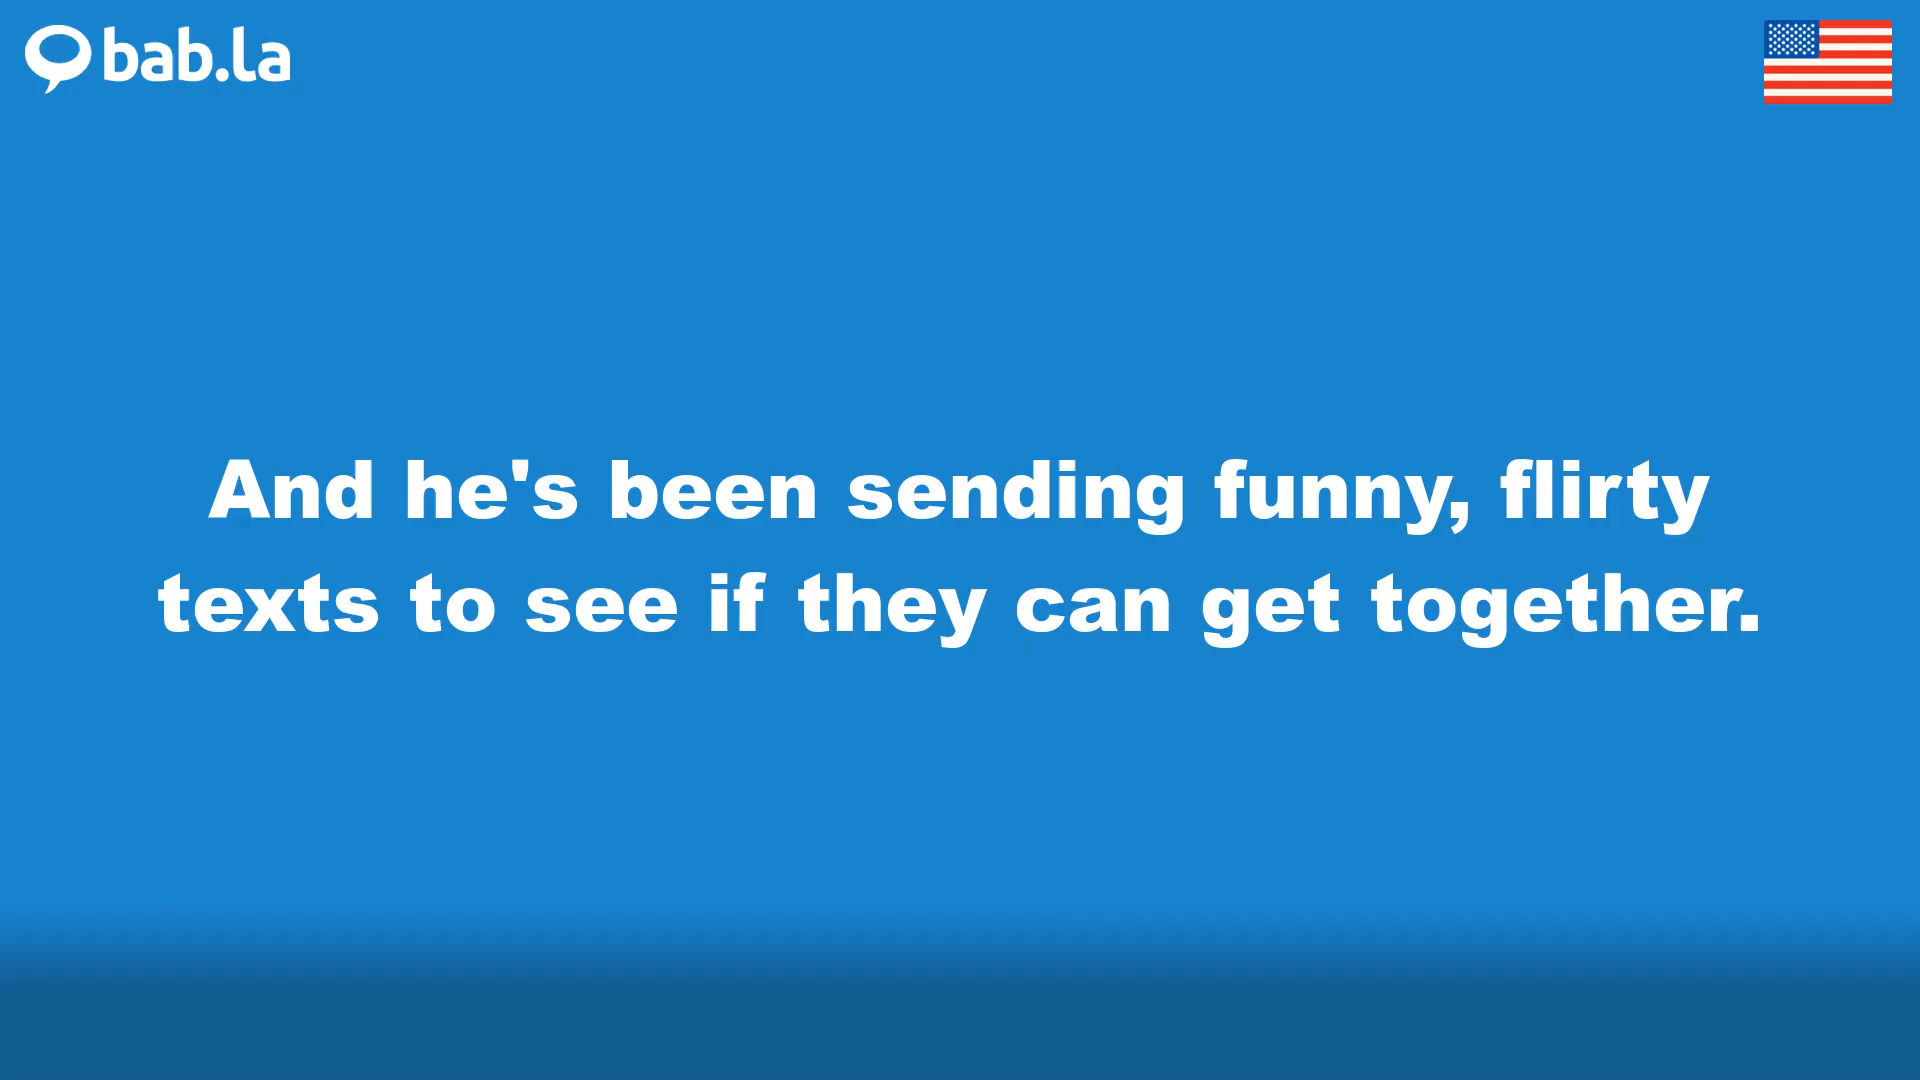 bab.la
And he's been sending funny, flirty
texts to see if they can get together.